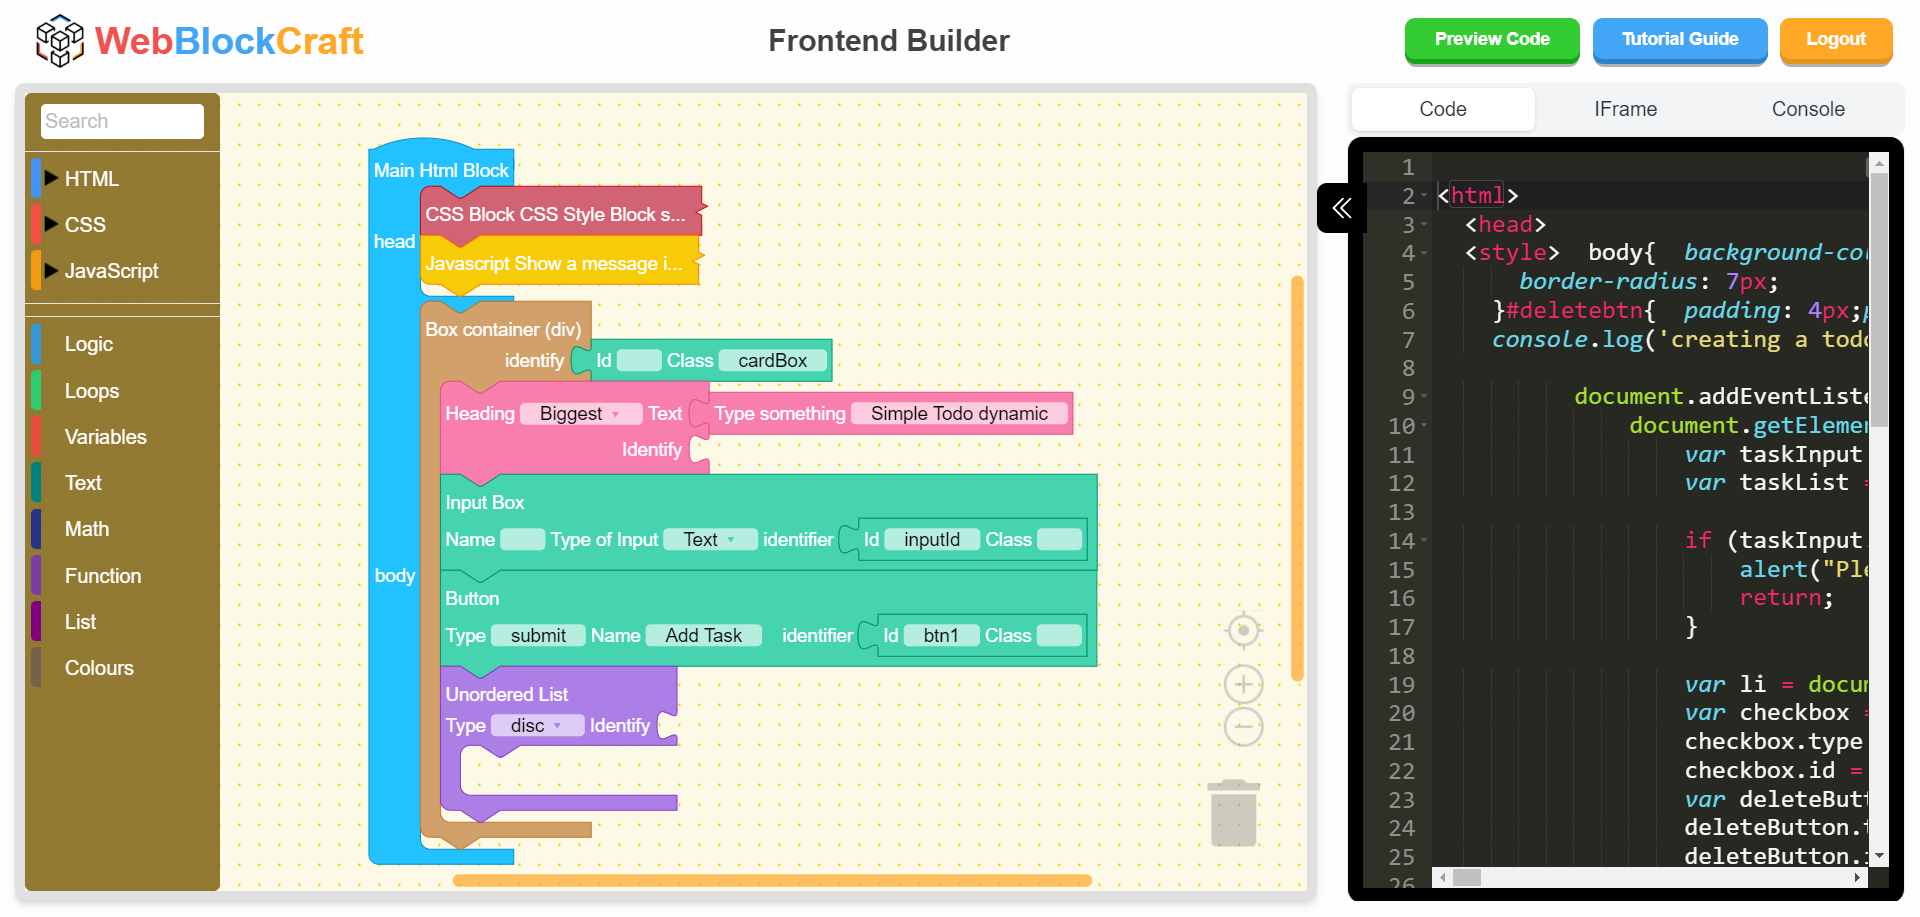 WebBlockCraft
Frontend Builder
Preview Code
Tutorial Guide
Logout
Search
HTML
CSS
JavaScript
Logic
Loops
Variables
Text
Math
Function
List
Colours
Main Html Block
head
CSS Block CSS Style Block s...
Javascript Show a message i...
body
Box container (div)
identify Id Class cardBox
Heading Biggest Text Type something Simple Todo dynamic
Identify
Input Box
Name Type of Input Text identifier Id inputId Class
Button
Type submit Name Add Task identifier Id btn1 Class
Unordered List
Type disc Identify
Code
IFrame
Console
1
2 <html>
3 <head>
4 <style> body{ background-co
5 border-radius: 7px;
6 }#deletebtn{ padding: 4px;
7 console.log('creating a tod
8
9 document.addEventListe
10 document.getElemen
11 var taskInput
12 var taskList =
13
14 if (taskInput.
15 alert("Ple
16 return;
17 }
18
19 var li = docu
20 var checkbox =
21 checkbox.type
22 checkbox.id =
23 var deleteButt
24 deleteButton.t
25 deleteButton.
26